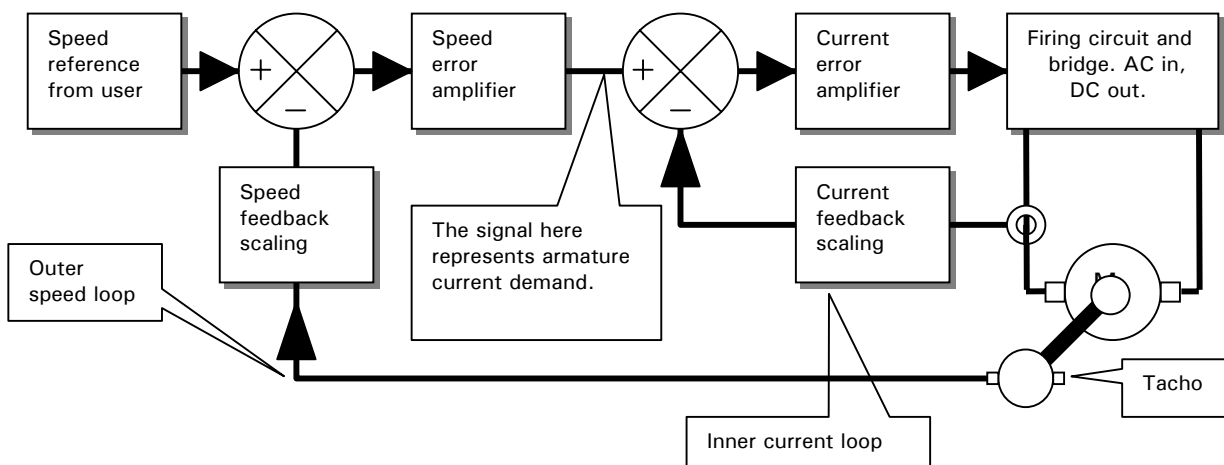 Speed
reference
from user
+
−
Speed
error
amplifier
+
−
Current
error
amplifier
Firing circuit and
bridge. AC in,
DC out.
Speed
feedback
scaling
The signal here
represents armature
current demand.
Current
feedback
scaling
Outer
speed loop
Tacho
Inner current loop